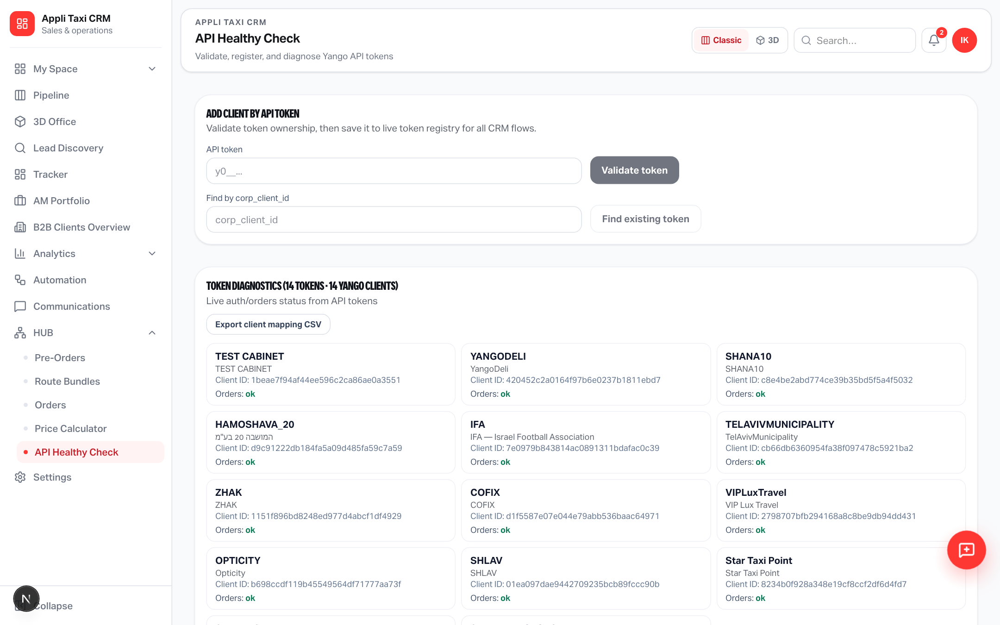 Appli Taxi CRM
Sales & operations
My Space
Pipeline
3D Office
Lead Discovery
Tracker
AM Portfolio
B2B Clients Overview
Analytics
Automation
Communications
HUB
Pre-Orders
Route Bundles
Orders
Price Calculator
API Healthy Check
Settings
N
Collapse
APPLI TAXI CRM
API Healthy Check
Validate, register, and diagnose Yango API tokens
Classic
3D
Search...
2
IK
ADD CLIENT BY API TOKEN
Validate token ownership, then save it to live token registry for all CRM flows.
API token
y0__...
Validate token
Find by corp_client_id
corp_client_id
Find existing token
TOKEN DIAGNOSTICS (14 TOKENS · 14 YANGO CLIENTS)
Live auth/orders status from API tokens
Export client mapping CSV
TEST CABINET
TEST CABINET
Client ID: 1beae7f94af44ee596c2ca86ae0a3551
Orders: ok
YANGODELI
YangoDeli
Client ID: 420452c2a0164f97b6e0237b1811ebd7
Orders: ok
SHANA10
SHANA10
Client ID: c8e4be2abd774ce39b35bd5f5a4f5032
Orders: ok
HAMOSHAVA_20
המושבה 20 בע"מ
Client ID: d9c91222db184fa5a09d485fa59c7a59
Orders: ok
IFA
IFA — Israel Football Association
Client ID: 7e0979b843814ac0891311bdafac0c39
Orders: ok
TELAVIVMUNICIPALITY
TelAvivMunicipality
Client ID: cb66db6360954fa38f097478c5921ba2
Orders: ok
ZHAK
ZHAK
Client ID: 1151f896bd8248ed977d4abcf1df4929
Orders: ok
COFIX
COFIX
Client ID: d1f5587e07e044e79abb536baac64971
Orders: ok
VIPLuxTravel
VIP Lux Travel
Client ID: 2798707bfb294168a8c8be9db94dd431
Orders: ok
OPTICITY
Opticity
Client ID: b698ccdf119b45549564df71777aa73f
Orders: ok
SHLAV
SHLAV
Client ID: 01ea097dae9442709235bcb89fccc90b
Orders: ok
Star Taxi Point
Star Taxi Point
Client ID: 8234b0f928a348e19cf8ccf2df6d4fd7
Orders: ok